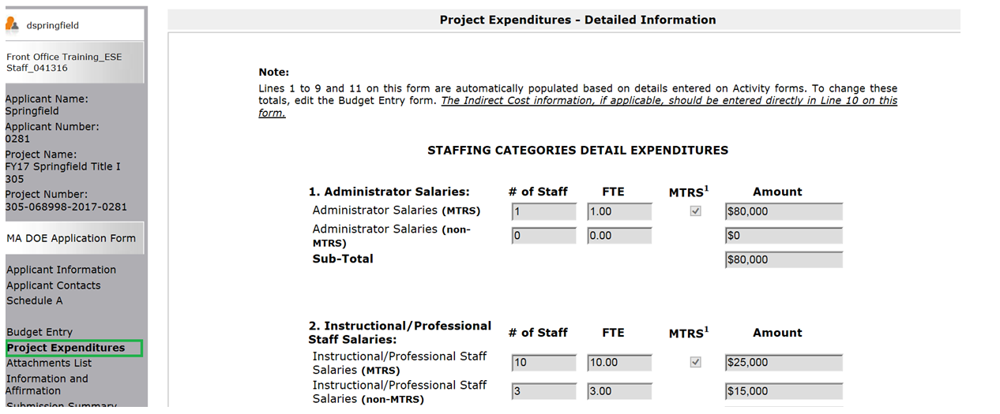 dspringfield
Front Office Training_ESE
Staff_041316
Applicant Name:
Springfield
Applicant Number:
0281
Project Name:
FY17 Springfield Title I
305
Project Number:
305-068998-2017-0281
MA DOE Application Form
Applicant Information
Applicant Contacts
Schedule A
Budget Entry
Project Expenditures
Attachments List
Information and
Affirmation
Submission Summary
Project Expenditures - Detailed Information
Note:
Lines 1 to 9 and 11 on this form are automatically populated based on details entered on Activity forms. To change these
totals, edit the Budget Entry form. The Indirect Cost information, if applicable, should be entered directly in Line 10 on this
form.
STAFFING CATEGORIES DETAIL EXPENDITURES
1. Administrator Salaries: # of Staff FTE MTRS1 Amount
Administrator Salaries (MTRS) 1 1.00 $80,000
Administrator Salaries (non-
MTRS) 0 0.00 $0
Sub-Total $80,000
2. Instructional/Professional
Staff Salaries: # of Staff FTE MTRS1 Amount
Instructional/Professional Staff
Salaries (MTRS) 10 10.00 $25,000
Instructional/Professional Staff
Salaries (non-MTRS) 3 3.00 $15,000